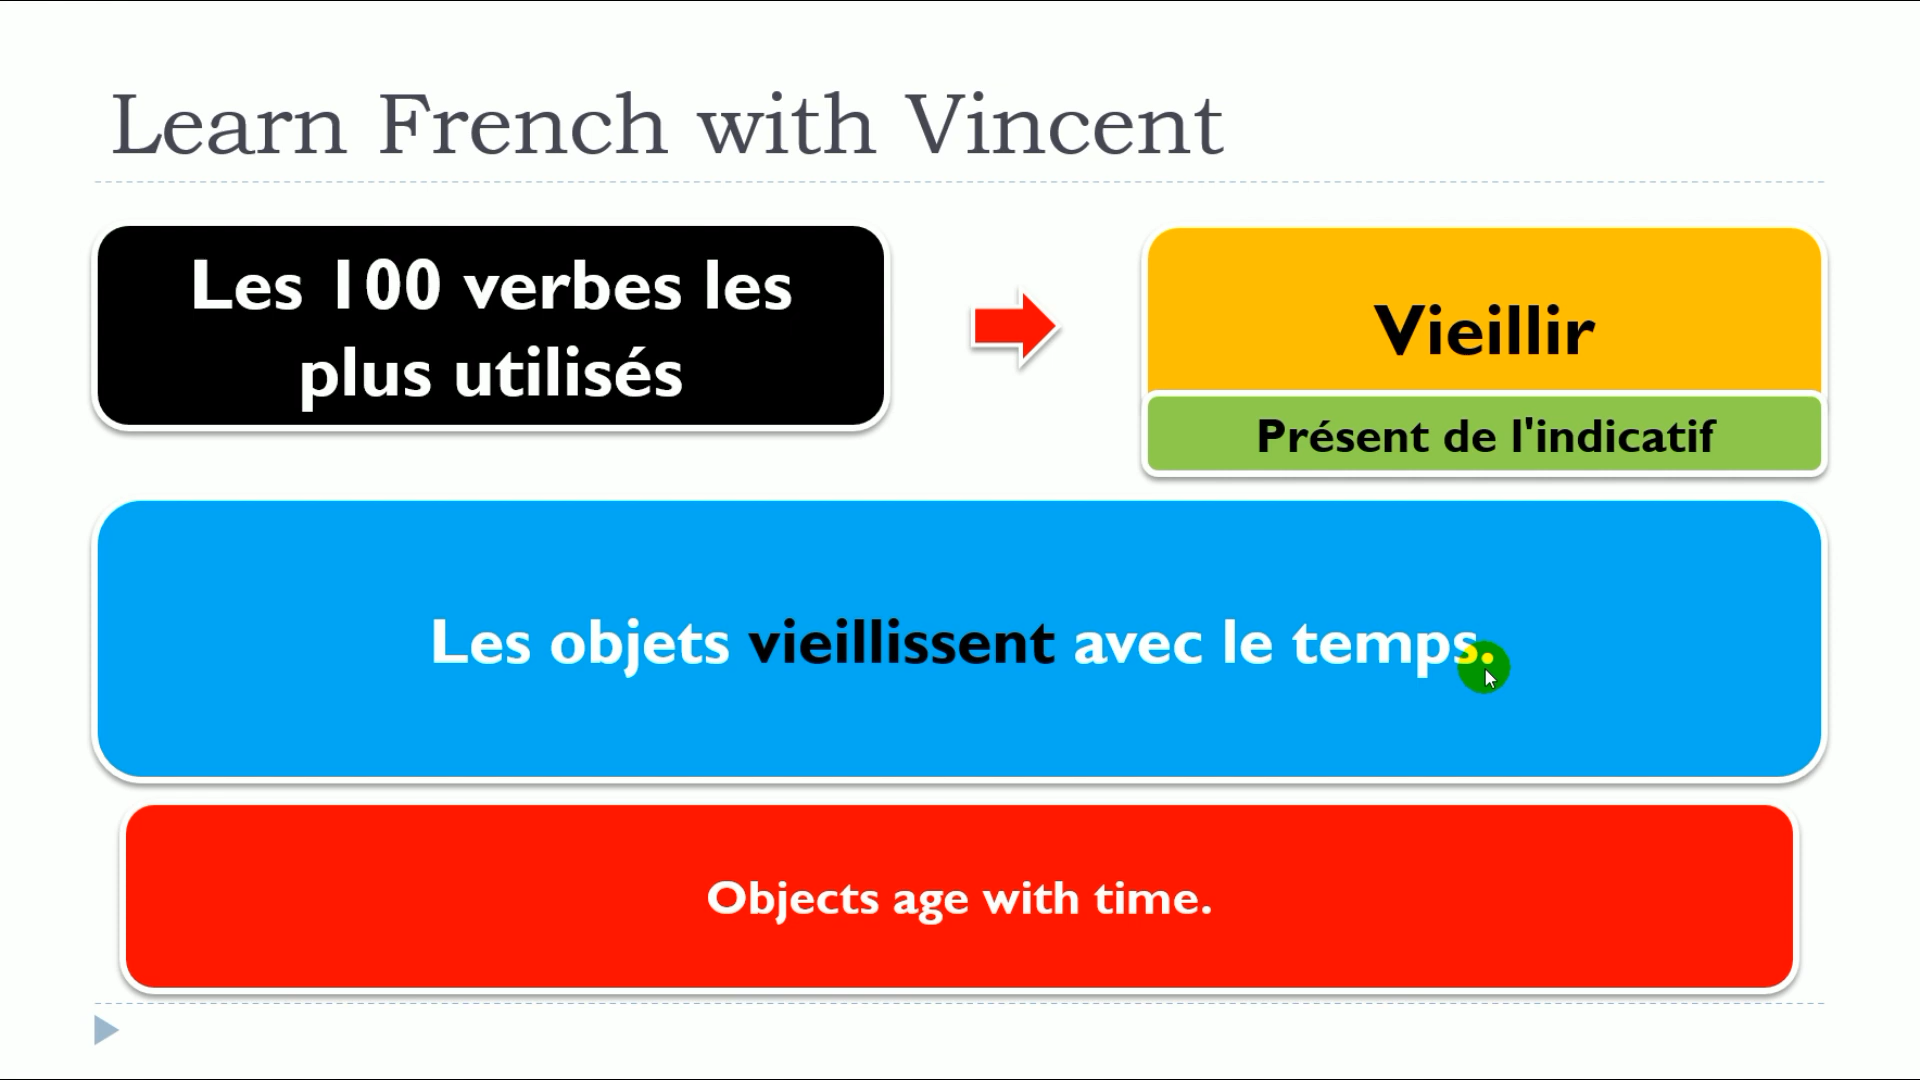 Learn French with Vincent
Les 100 verbes les
plus utilisés
Vieillir
Présent de l'indicatif
Les objets vieillissent avec le temps.
Objects age with time.